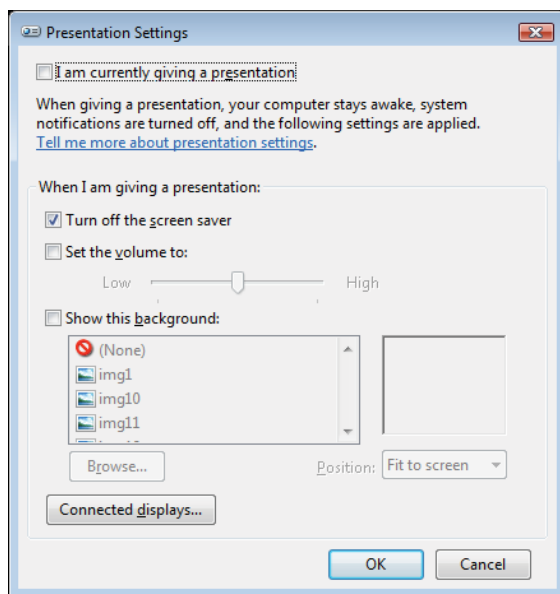 Presentation Settings
I am currently giving a presentation
When giving a presentation, your computer stays awake, system
notifications are turned off, and the following settings are applied.
Tell me more about presentation settings.
When I am giving a presentation:
Turn off the screen saver
Set the volume to:
Low High
Show this background:
(None)
img1
img10
img11
Browse... Position: Fit to screen
Connected displays...
OK Cancel